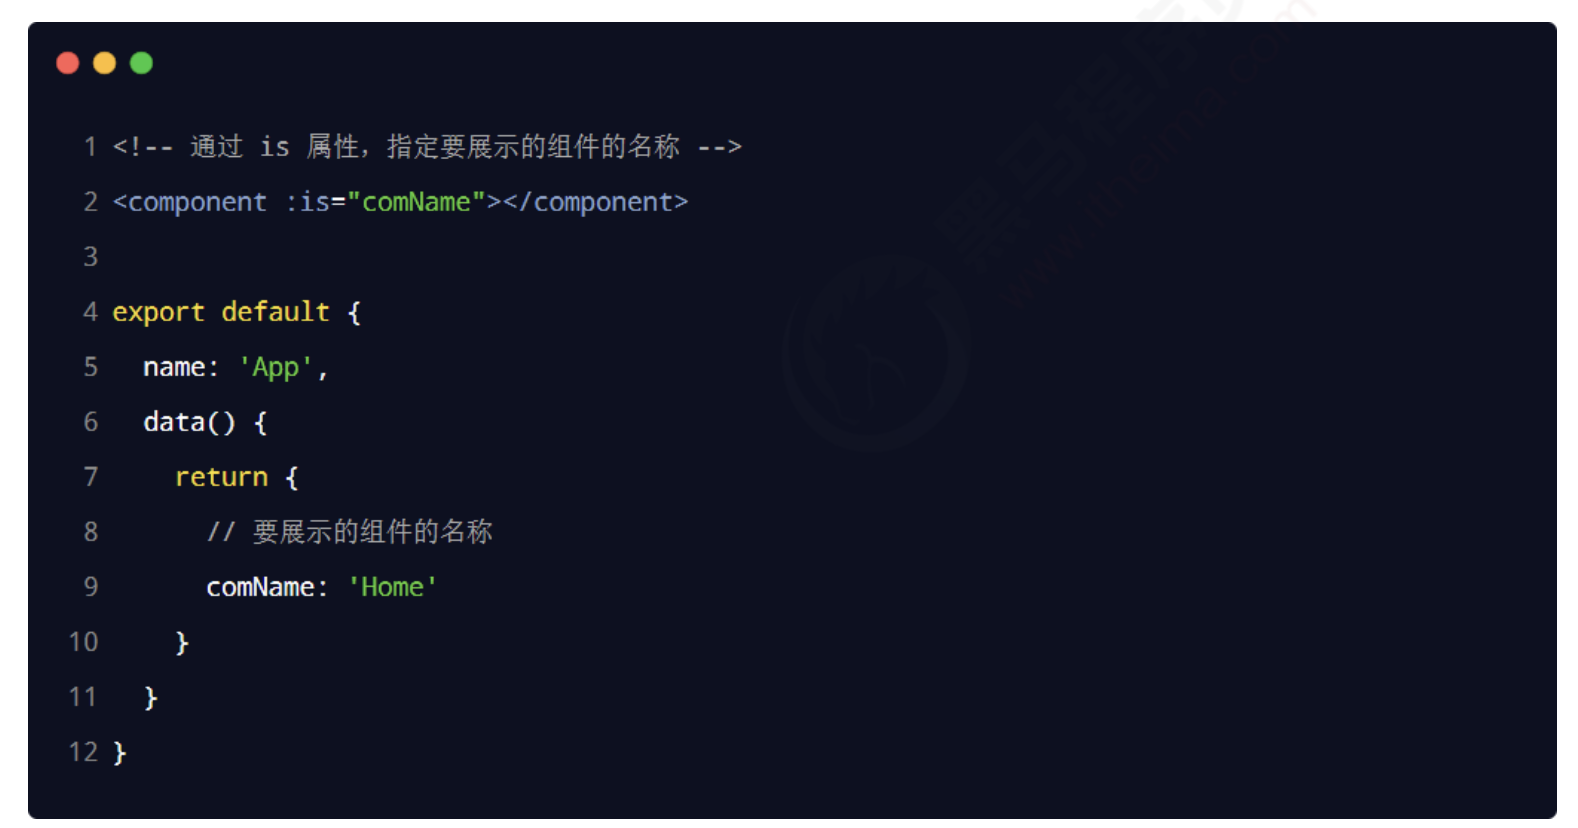 1 <!-- 通过 is 属性，指定要展示的组件的名称 -->
2 <component :is="comName"></component>
3
4 export default {
5   name: 'App',
6   data() {
7     return {
8       // 要展示的组件的名称
9       comName: 'Home'
10     }
11   }
12 }